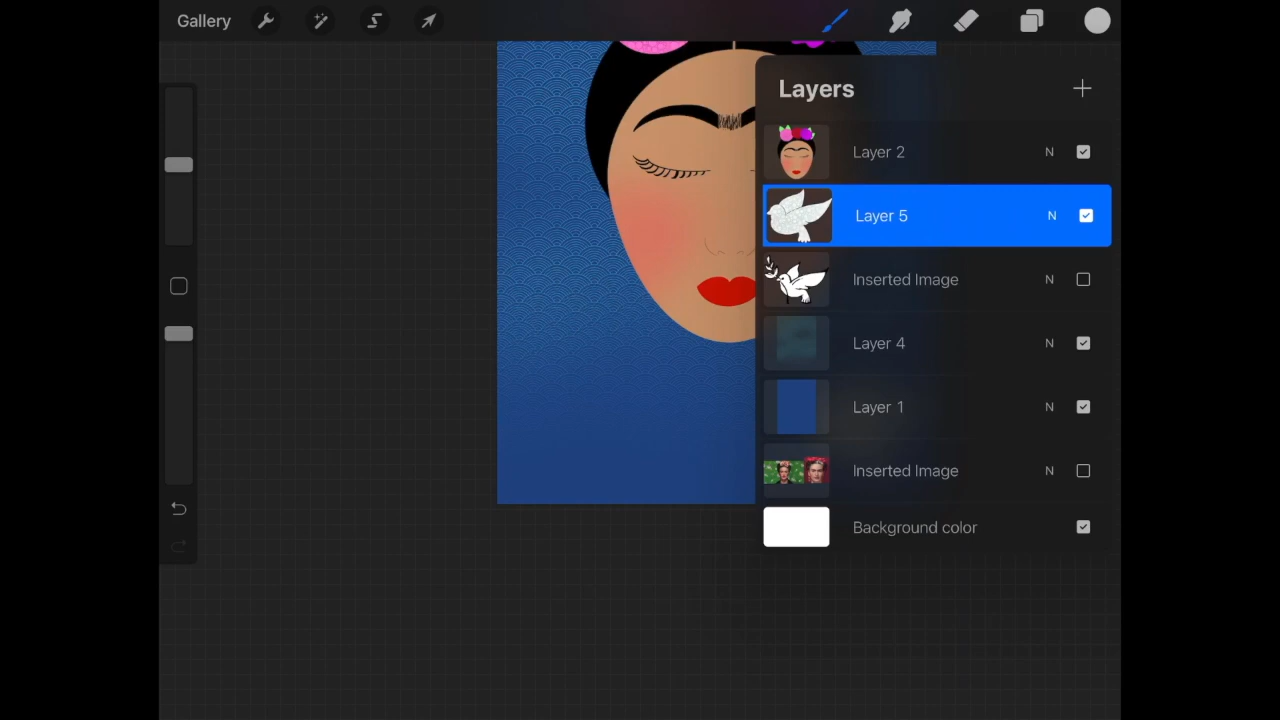 Gallery
Layers
Layer 2 N
Layer 5 N
Inserted Image N
Layer 4 N
Layer 1 N
Inserted Image N
Background color